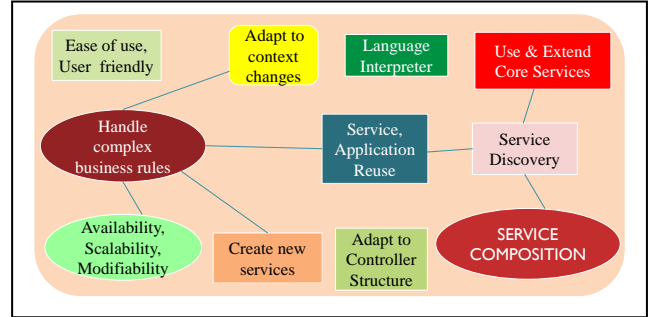 Ease of use,
User friendly
Adapt to
context
changes
Language
Interpreter
Use & Extend
Core Services
Handle
complex
business rules
Service,
Application
Reuse
Service
Discovery
Availability,
Scalability,
Modifiability
Create new
services
Adapt to
Controller
Structure
SERVICE
COMPOSITION